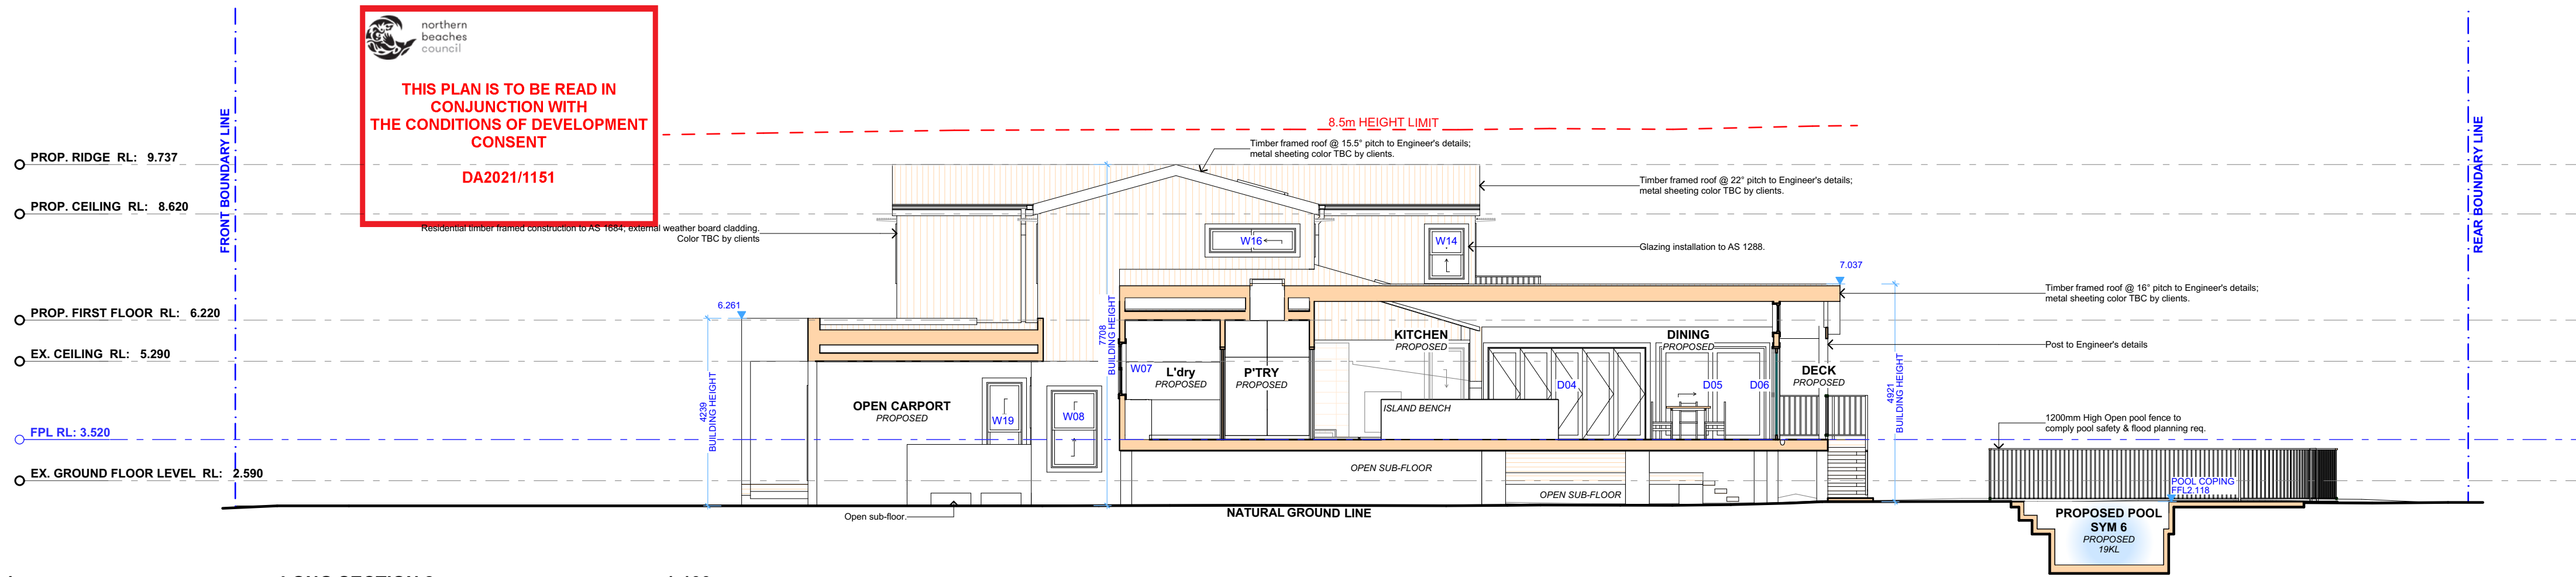 northern
beaches
council
THIS PLAN IS TO BE READ IN
CONJUNCTION WITH
THE CONDITIONS OF DEVELOPMENT
CONSENT
DA2021/1151
FRONT BOUNDARY LINE
REAR BOUNDARY LINE
8.5m HEIGHT LIMIT
PROP. RIDGE RL: 9.737
PROP. CEILING RL: 8.620
PROP. FIRST FLOOR RL: 6.220
EX. CEILING RL: 5.290
FPL RL: 3.520
EX. GROUND FLOOR LEVEL RL: 2.590
Timber framed roof @ 15.5° pitch to Engineer's details;
metal sheeting color TBC by clients.
Timber framed roof @ 22° pitch to Engineer's details;
metal sheeting color TBC by clients.
Residential timber framed construction to AS 1684; external weather board cladding.
Color TBC by clients
W16
W14
Glazing installation to AS 1288.
7.037
Timber framed roof @ 16° pitch to Engineer's details;
metal sheeting color TBC by clients.
6.261
4239
BUILDING HEIGHT
7708
BUILDING HEIGHT
4921
BUILDING HEIGHT
KITCHEN
PROPOSED
DINING
PROPOSED
Post to Engineer's details
W07
L'dry
PROPOSED
P'TRY
PROPOSED
DECK
PROPOSED
D04
D05
D06
OPEN CARPORT
PROPOSED
W19
W08
ISLAND BENCH
1200mm High Open pool fence to
comply pool safety & flood planning req.
OPEN SUB-FLOOR
OPEN SUB-FLOOR
POOL COPING
FFL2.118
Open sub-floor.
NATURAL GROUND LINE
PROPOSED POOL
SYM 6
PROPOSED
19KL